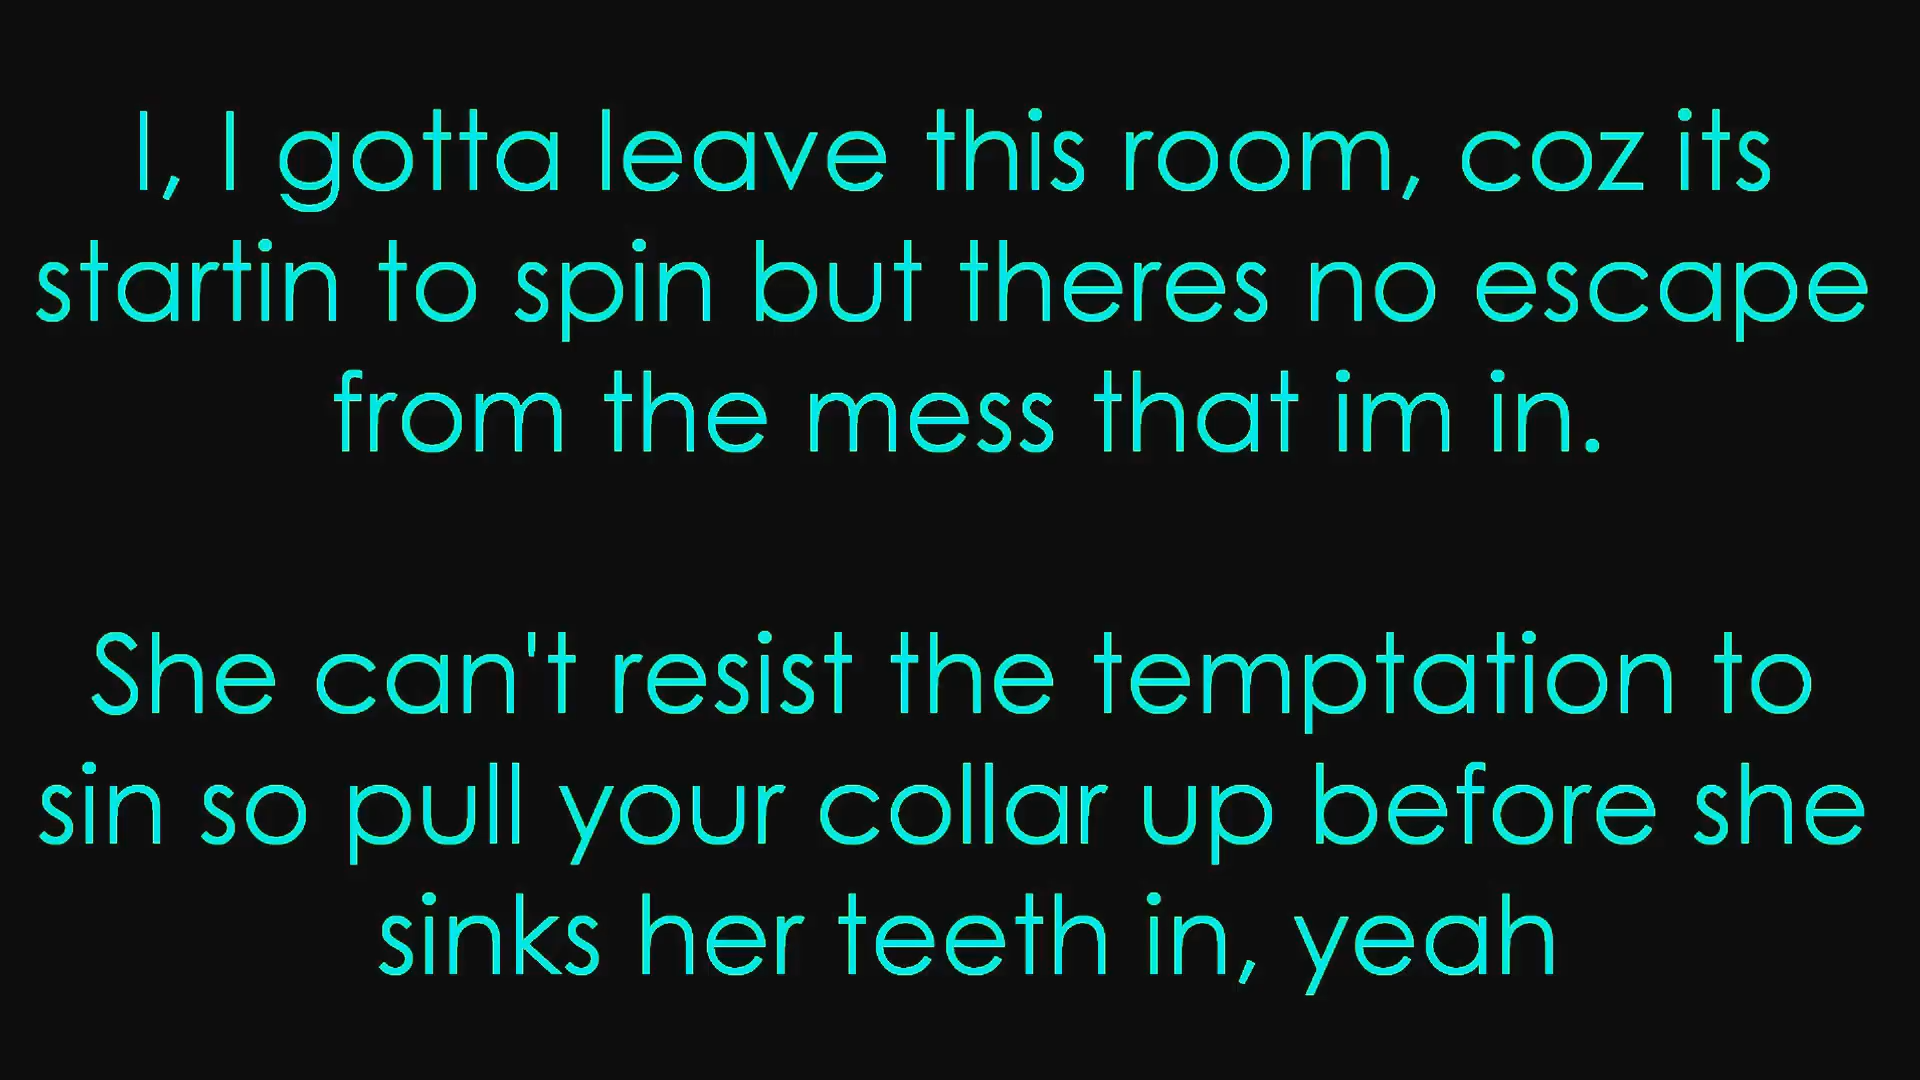 I, I gotta leave this room, coz its
startin to spin but theres no escape
from the mess that im in.
She can't resist the temptation to
sin so pull your collar up before she
sinks her teeth in, yeah